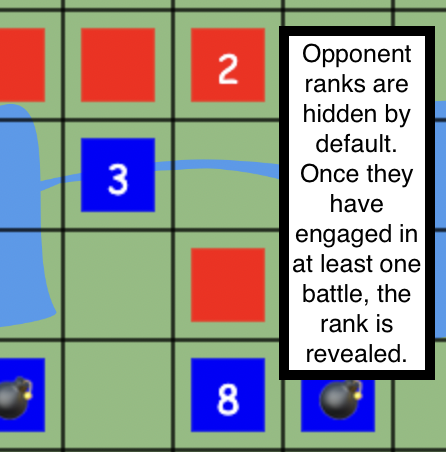 2
3
8
Opponent
ranks are
hidden by
default.
Once they
have
engaged in
at least one
battle, the
rank is
revealed.